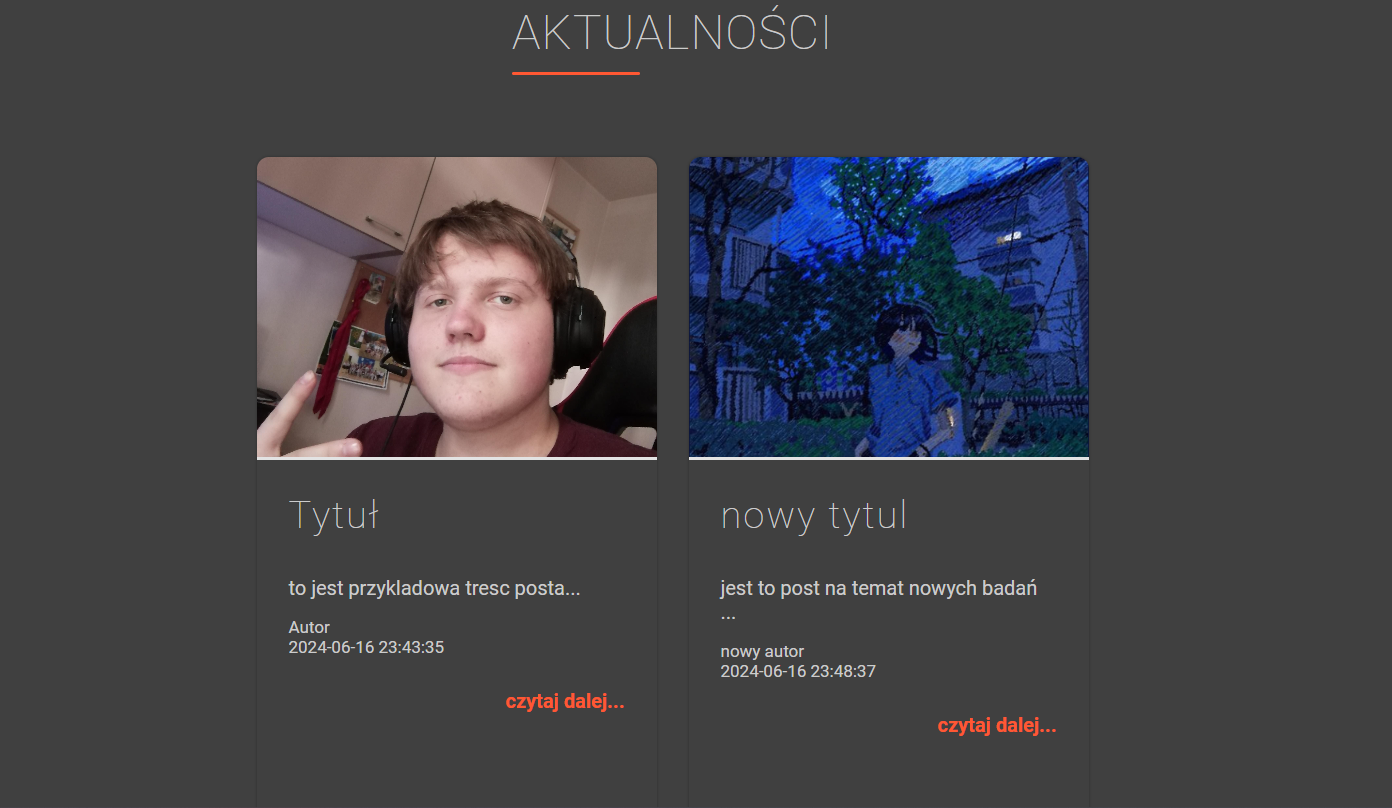 AKTUALNOŚCI
Tytuł
to jest przykladowa tresc posta...
Autor
2024-06-16 23:43:35
czytaj dalej...
nowy tytul
jest to post na temat nowych badań
...
nowy autor
2024-06-16 23:48:37
czytaj dalej...